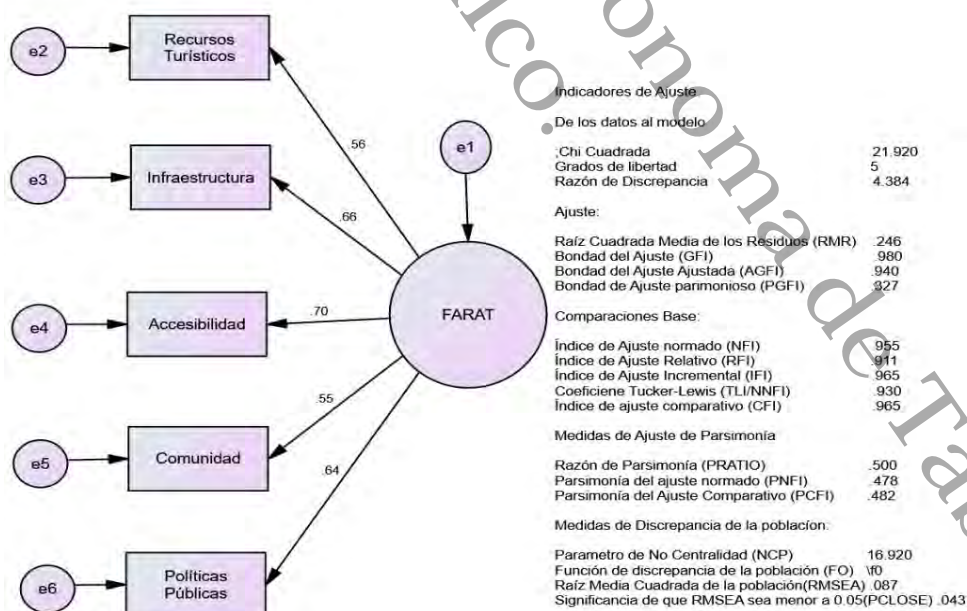 e2
Recursos
Turísticos
.56
e3
Infraestructura
.66
e1
e4
Accesibilidad
.70
FARAT
e5
Comunidad
.55
e6
Políticas
Públicas
.64
Indicadores de Ajuste
De los datos al modelo
;Chi Cuadrada 21.920
Grados de libertad 5
Razón de Discrepancia 4.384
Ajuste:
Raíz Cuadrada Media de los Residuos (RMR) .246
Bondad del Ajuste (GFI) .980
Bondad del Ajuste Ajustada (AGFI) .940
Bondad de Ajuste parimonioso (PGFI) .327
Comparaciones Base:
Índice de Ajuste normado (NFI) .955
Índice de Ajuste Relativo (RFI) .911
Índice de Ajuste Incremental (IFI) .965
Coeficiene Tucker-Lewis (TLI/NNFI) .930
Índice de ajuste comparativo (CFI) .965
Medidas de Ajuste de Parsimonía
Razón de Parsimonía (PRATIO) .500
Parsimonía del ajuste normado (PNFI) .478
Parsimonía del Ajuste Comparativo (PCFI) .482
Medidas de Discreparicia de la poblacíon:
Parametro de No Centralidad (NCP) 16.920
Función de discrepancia de la población (FO) \f0
Raíz Media Cuadrada de la población(RMSEA) .087
Significancia de que RMSEA sea menor a 0.05(PCLOSE) .043
co.
onoma de Tab